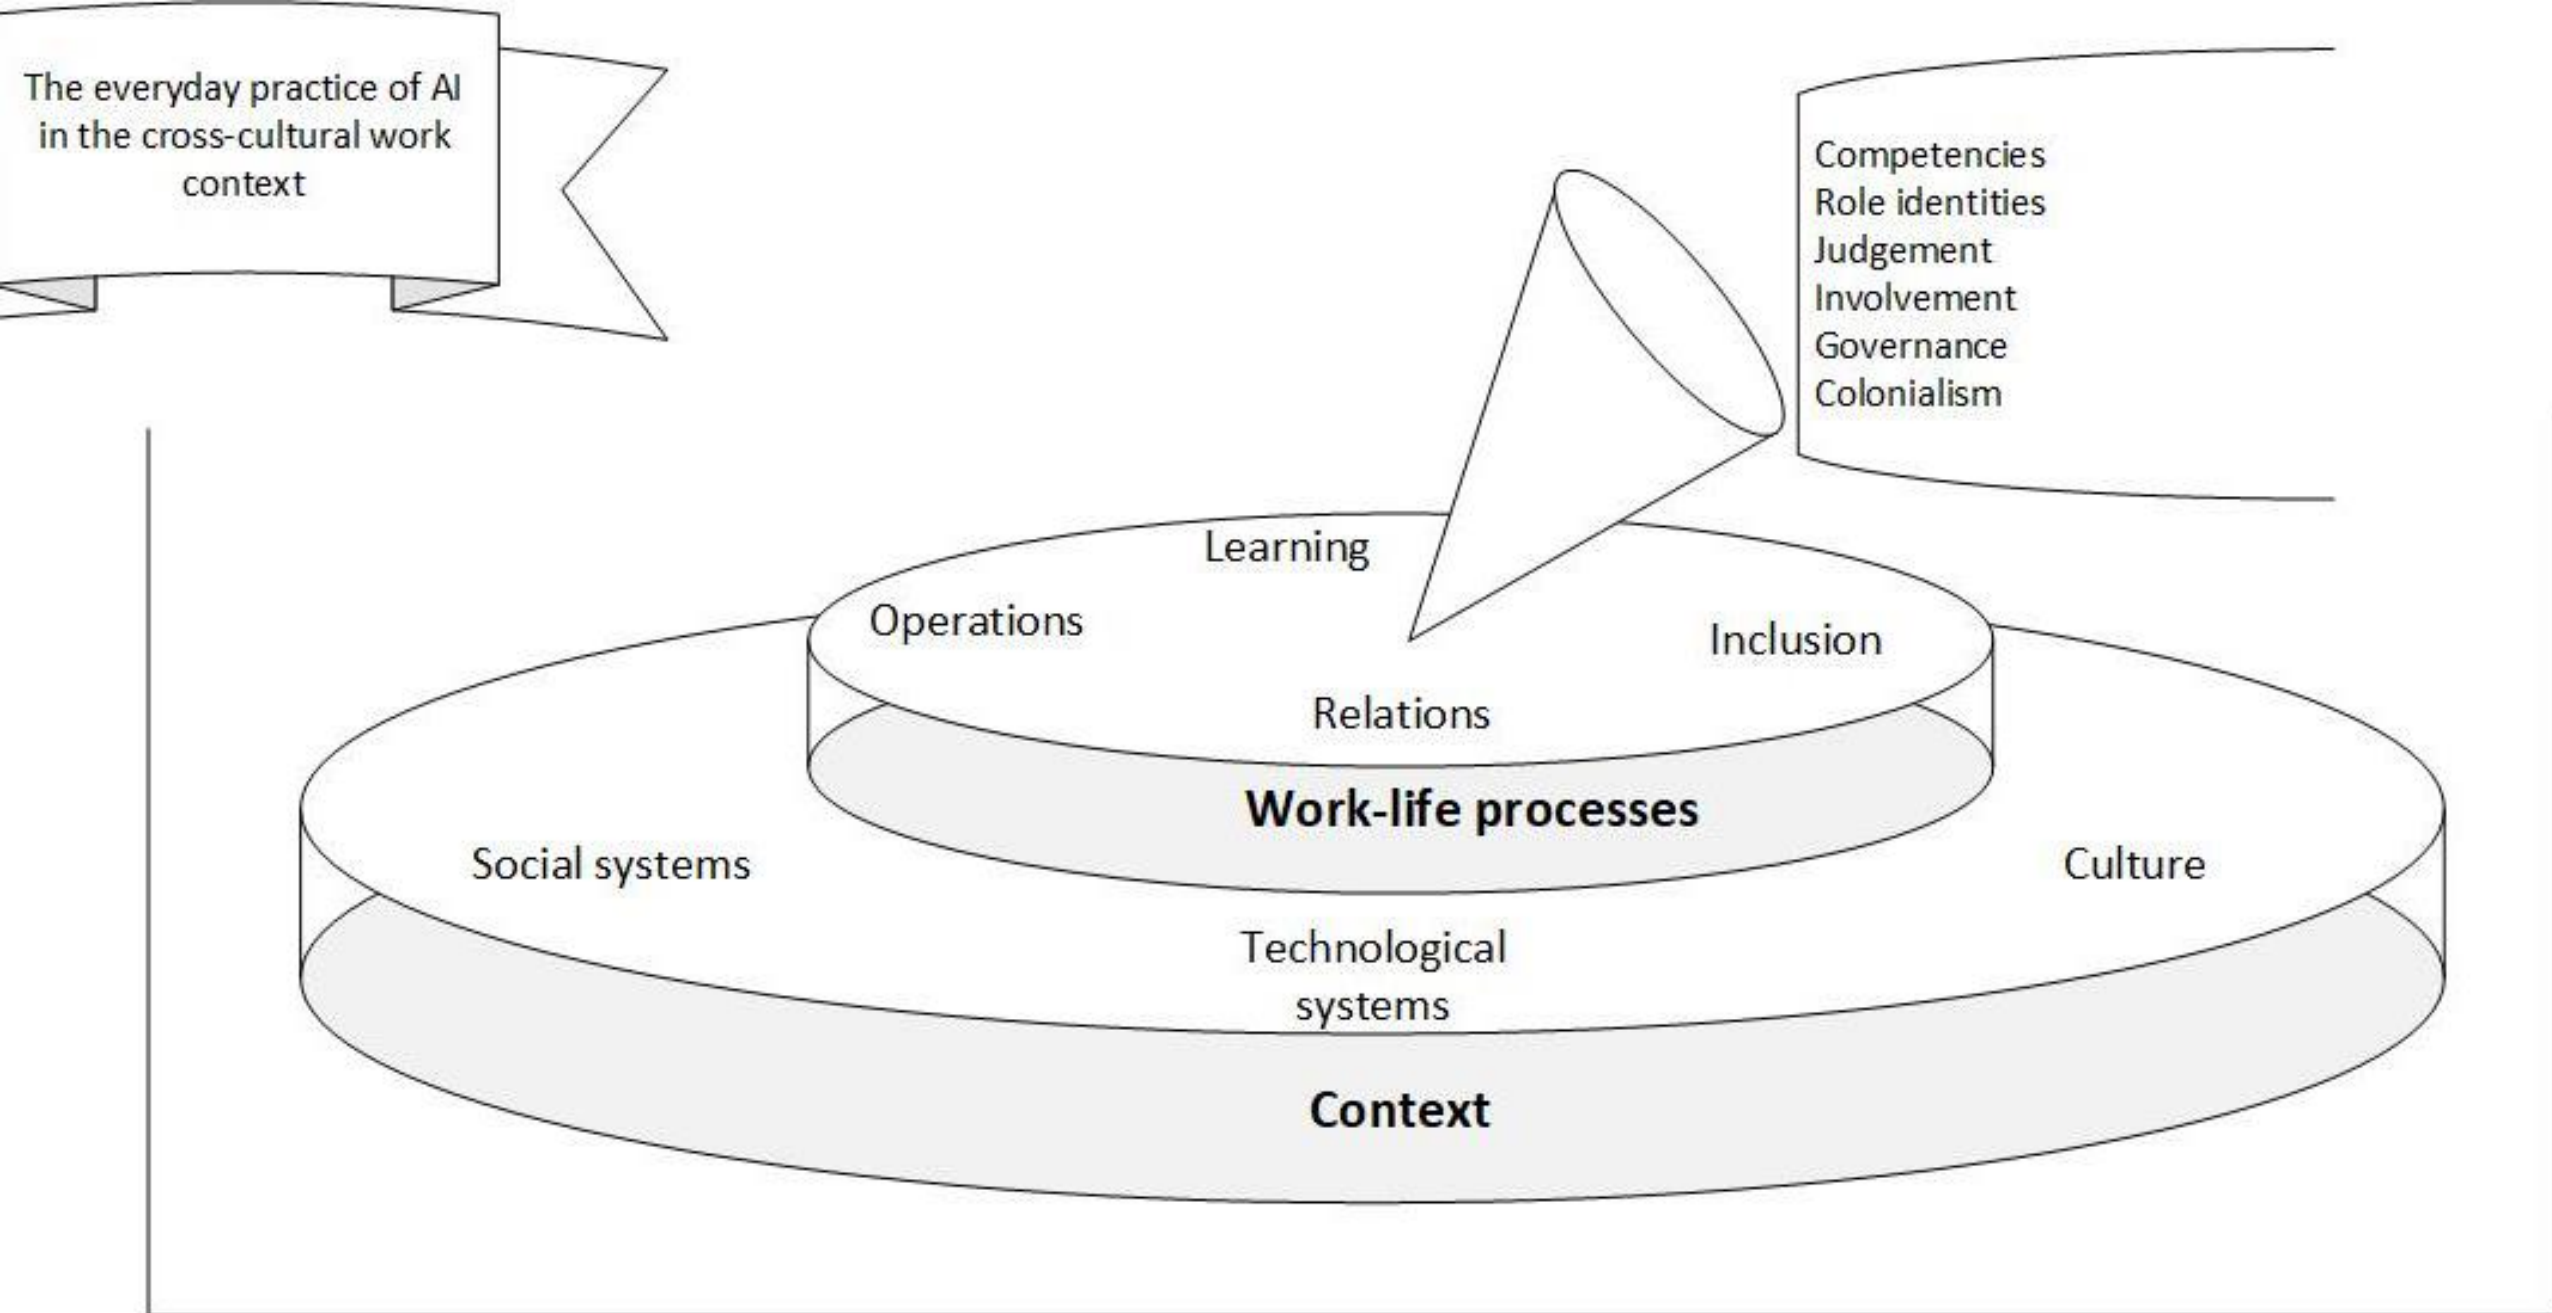 The everyday practice of AI
in the cross-cultural work
context
Competencies
Role identities
Judgement
Involvement
Governance
Colonialism
Learning
Operations
Inclusion
Relations
Work-life processes
Social systems
Culture
Technological
systems
Context